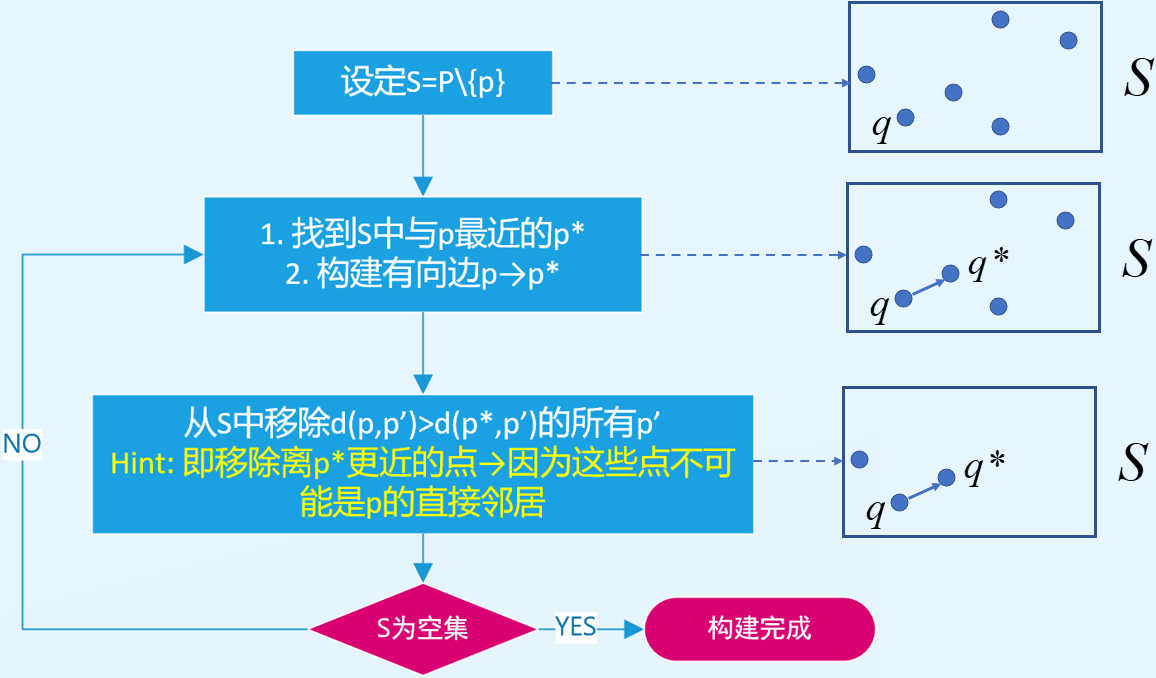 设定S=P\{p}
S
q
1. 找到S中与p最近的p*
2. 构建有向边p→p*
q*
q
S
从S中移除d(p,p’)>d(p*,p’)的所有p’
Hint: 即移除离p*更近的点→因为这些点不可
能是p的直接邻居
q*
q
S
NO
S为空集
YES
构建完成